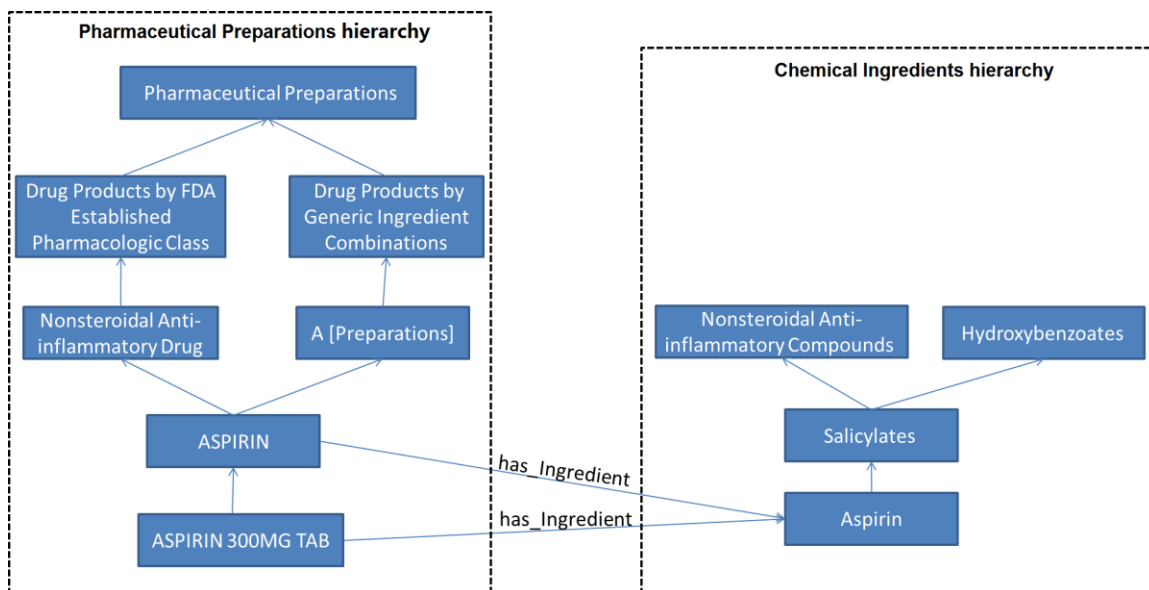 Pharmaceutical Preparations hierarchy
Pharmaceutical Preparations
Drug Products by FDA
Established
Pharmacologic Class
Drug Products by
Generic Ingredient
Combinations
Nonsteroidal Anti-
inflammatory Drug
A [Preparations]
ASPIRIN
ASPIRIN 300MG TAB
has_Ingredient
has_Ingredient
Chemical Ingredients hierarchy
Nonsteroidal Anti-
inflammatory Compounds
Hydroxybenzoates
Salicylates
Aspirin